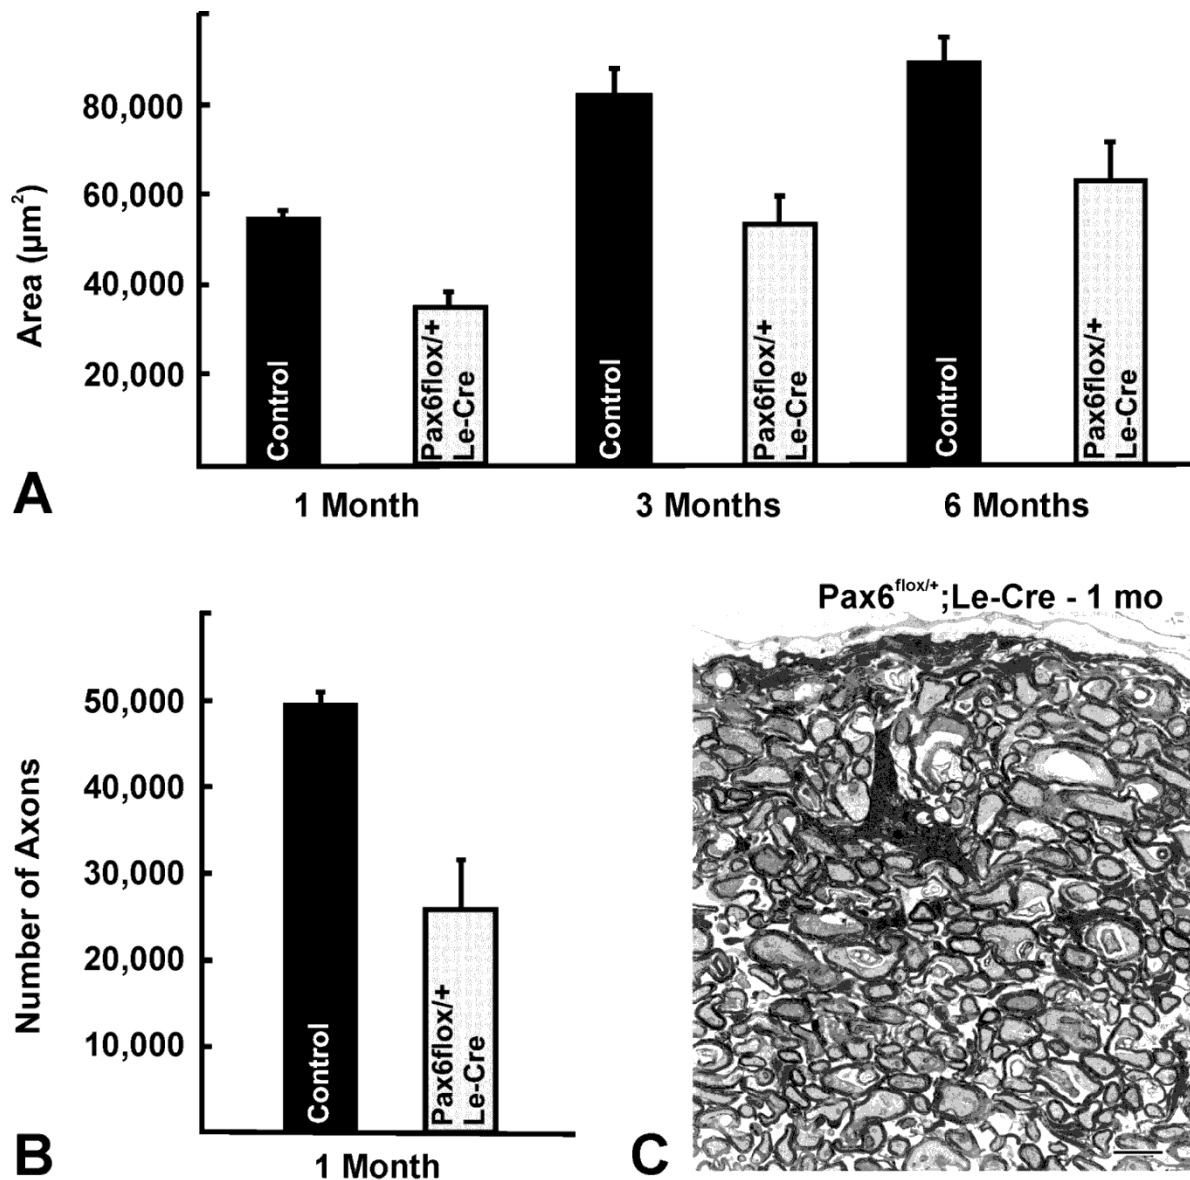 Area (µm²)
80,000
60,000
40,000
20,000
Control
Pax6flox/+
Le-Cre
Control
Pax6flox/+
Le-Cre
Control
Pax6flox/+
Le-Cre
A
1 Month
3 Months
6 Months
Number of Axons
50,000
40,000
30,000
20,000
10,000
Control
Pax6flox/+
Le-Cre
B
1 Month
Pax6^flox/+;Le-Cre - 1 mo
C